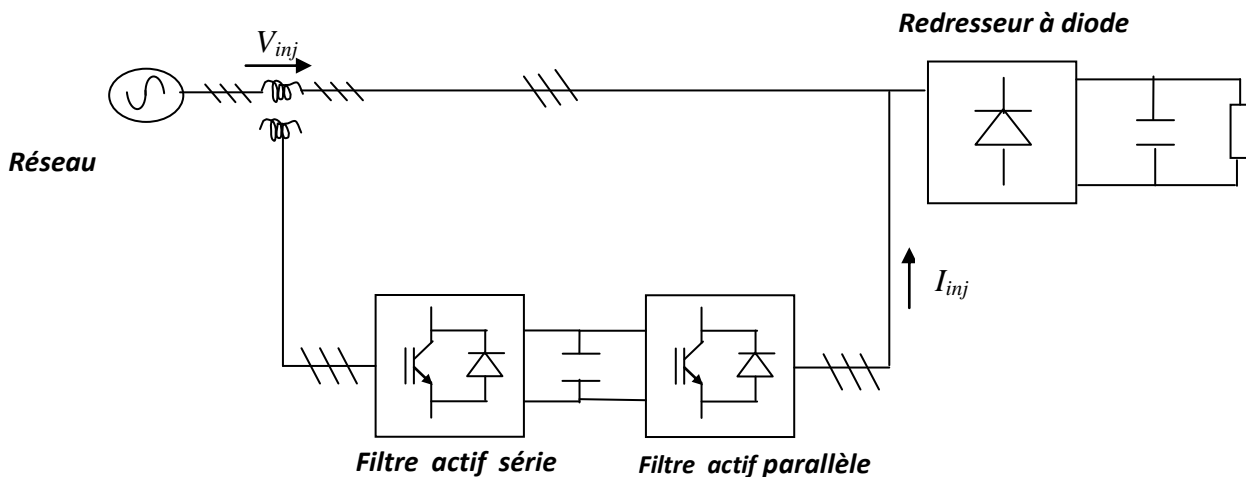 Redresseur à diode
Vinj
Réseau
Iinj
Filtre actif série
Filtre actif parallèle